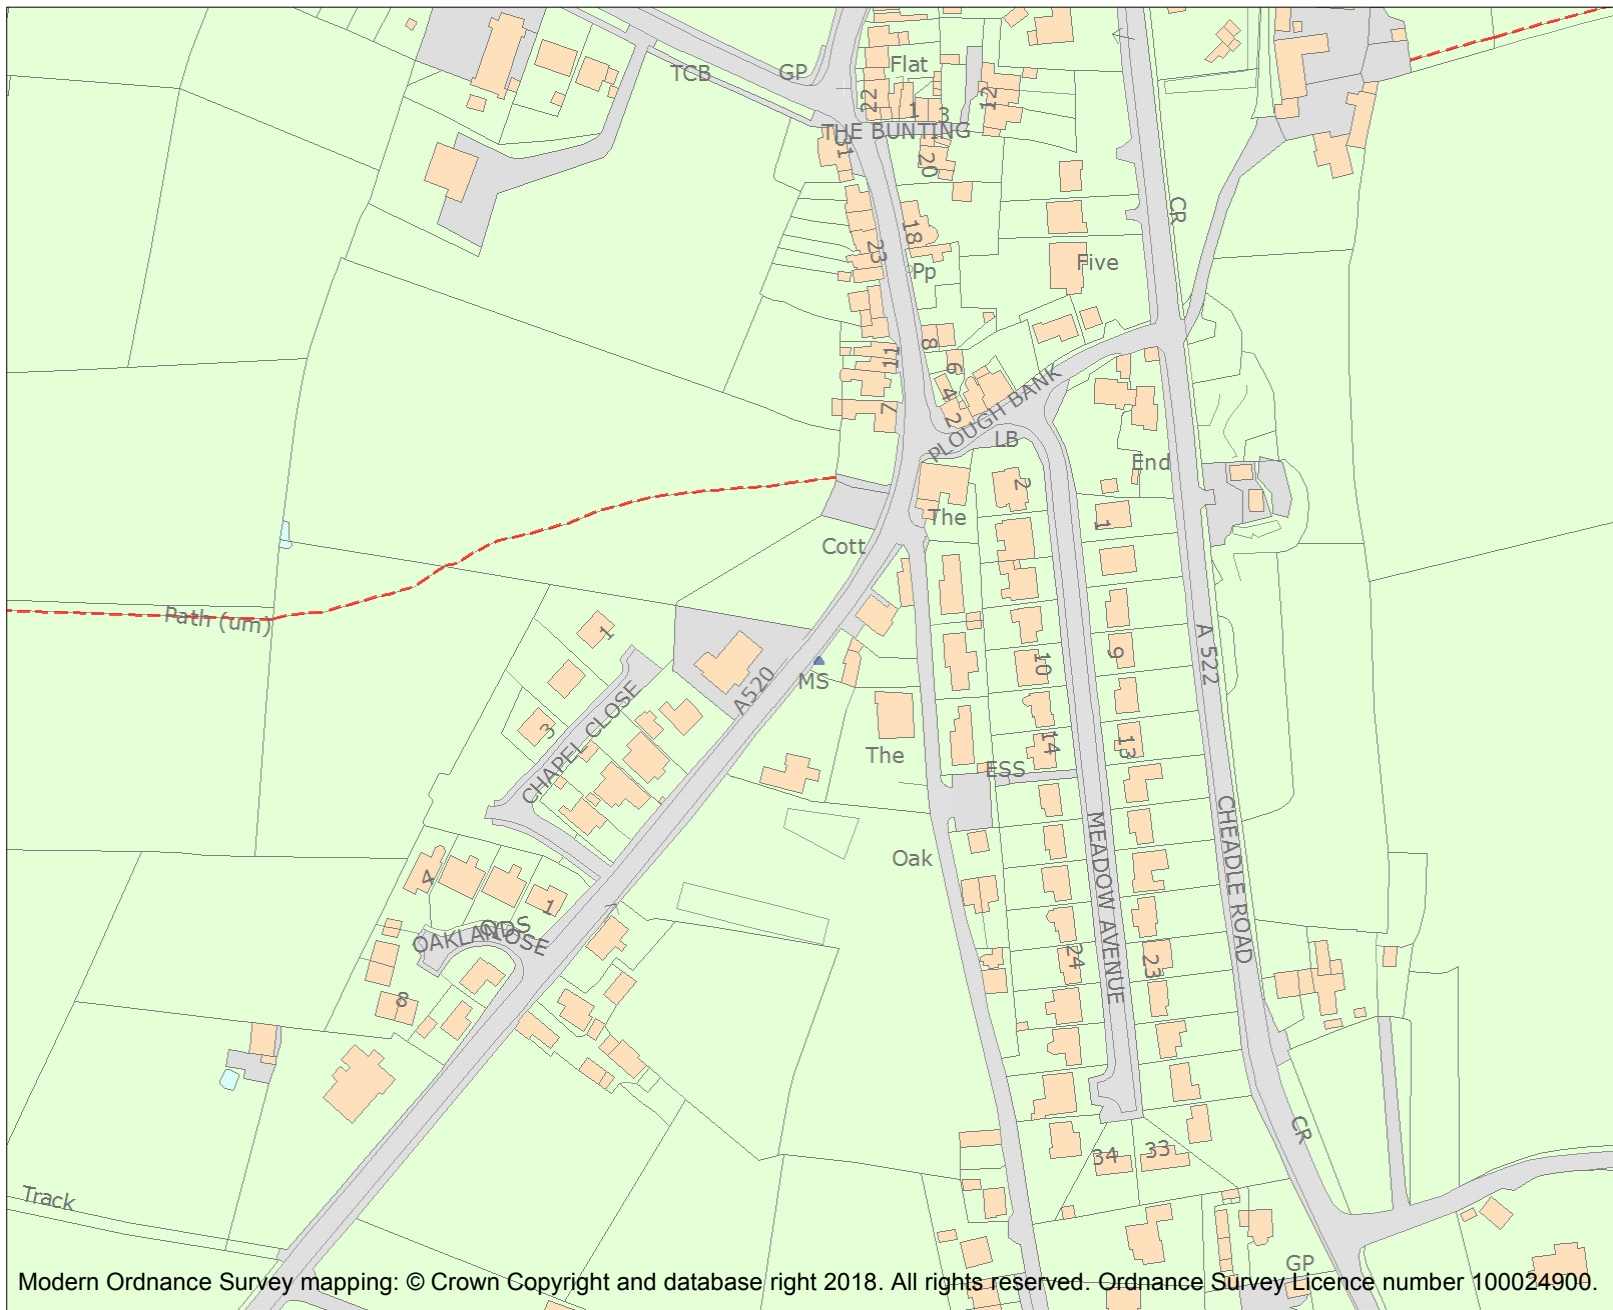 TCB
GP
Flat
22
1
3
12
THE BUNTING
31
20
CR
18
23
Pp
Five
8
11
6
4
7
2
PLOUGH BANK
LB
End
2
The
1
Cott
Path (um)
1
A 522
9
10
MS
A520
CHAPEL CLOSE
3
The
14
13
ESS
MEADOW AVENUE
CHEADLE ROAD
Oak
4
1
OAKLANDS
CLOSE
24
23
8
CR
34
33
Track
GP
Modern Ordnance Survey mapping: © Crown Copyright and database right 2018. All rights reserved. Ordnance Survey Licence number 100024900.